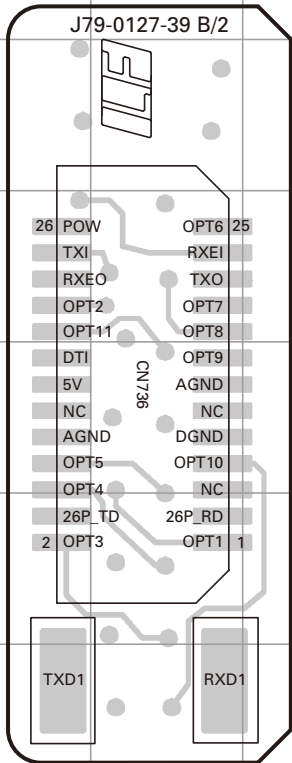 J79-0127-39 B/2
LF
26 POW OPT6 25
TXI RXEI
RXEO TXO
OPT2 OPT7
OPT11 OPT8
DTI OPT9
5V AGND
NC NC
AGND DGND
OPT5 OPT10
OPT4 NC
26P_TD 26P_RD
2 OPT3 OPT1 1
CN736
TXD1 RXD1